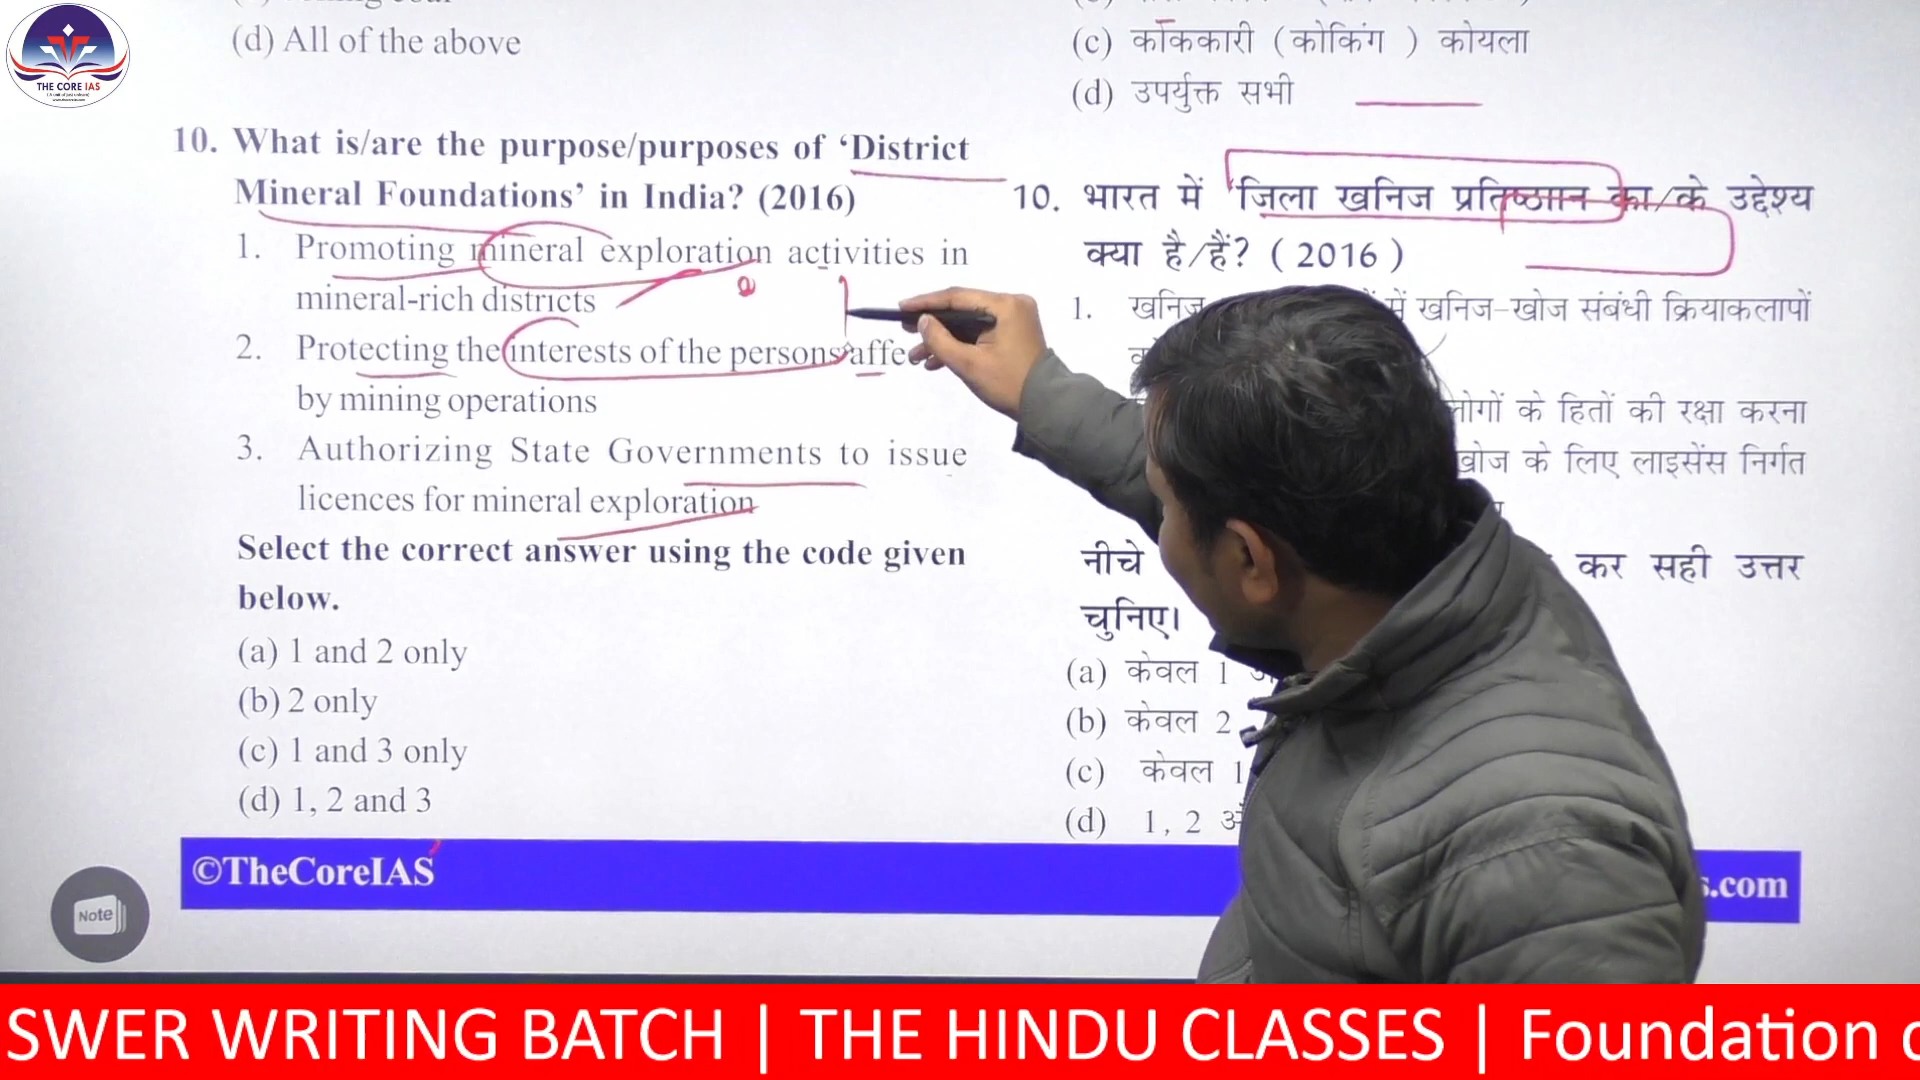 THE CORE IAS
(d) All of the above
10. What is/are the purpose/purposes of ‘District
Mineral Foundations’ in India? (2016)
1. Promoting mineral exploration activities in
mineral-rich districts
2. Protecting the interests of the persons
by mining operations
3. Authorizing State Governments to issue
licences for mineral exploration
Select the correct answer using the code given
below.
(a) 1 and 2 only
(b) 2 only
(c) 1 and 3 only
(d) 1, 2 and 3
(c) कोककारी (कोकिंग ) कोयला
(d) उपर्युक्त सभी
10. भारत में 'जिला खनिज प्रतिष्ठान का/के उद्देश्य
क्या है/हैं? ( 2016 )
1. खनिज में खनिज-खोज संबंधी क्रियाकलापों
लोगों के हितों की रक्षा करना
खोज के लिए लाइसेंस निर्गत
नीचे कर सही उत्तर
चुनिए।
(a) केवल 1
(b) केवल 2
(c) केवल 1
(d) 1, 2
©TheCoreIAS
s.com
Note
SWER WRITING BATCH | THE HINDU CLASSES | Foundation